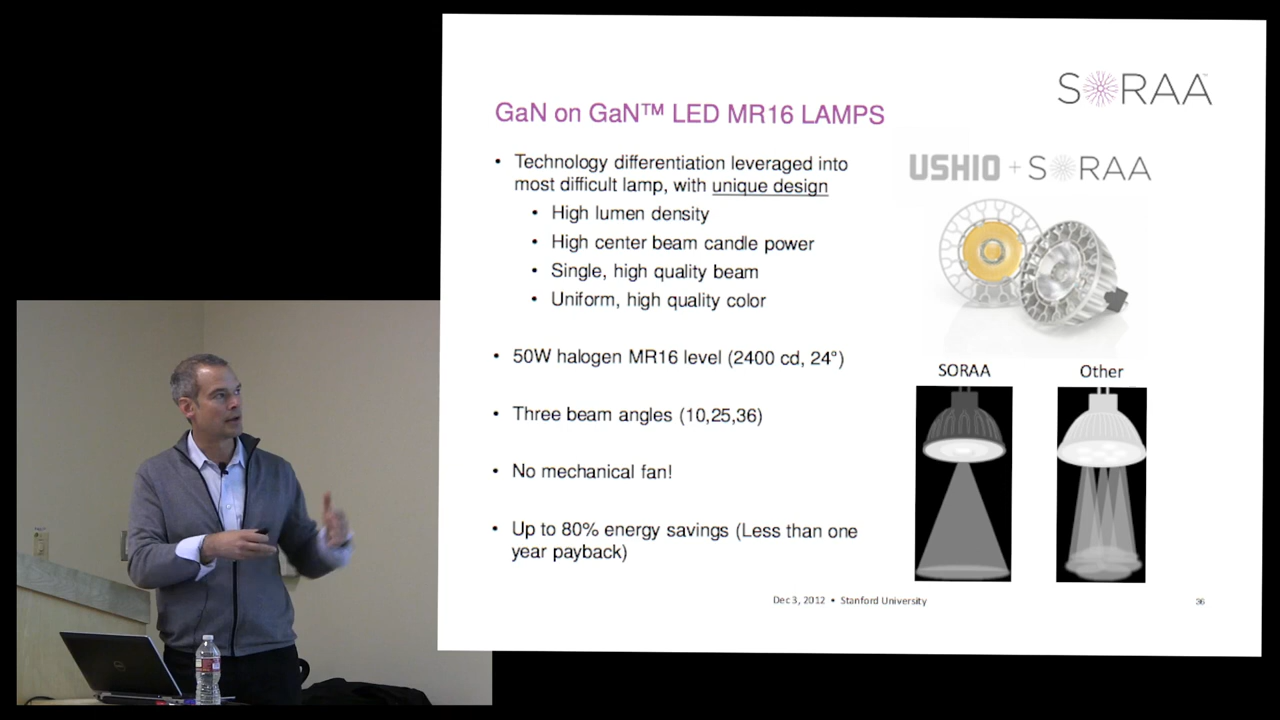 SORAA
GaN on GaN™ LED MR16 LAMPS
USHIO + SORAA
• Technology differentiation leveraged into
most difficult lamp, with unique design
• High lumen density
• High center beam candle power
• Single, high quality beam
• Uniform, high quality color
• 50W halogen MR16 level (2400 cd, 24°)
• Three beam angles (10,25,36)
• No mechanical fan!
• Up to 80% energy savings (Less than one
year payback)
SORAA
Other
Dec 3, 2012 • Stanford University
36